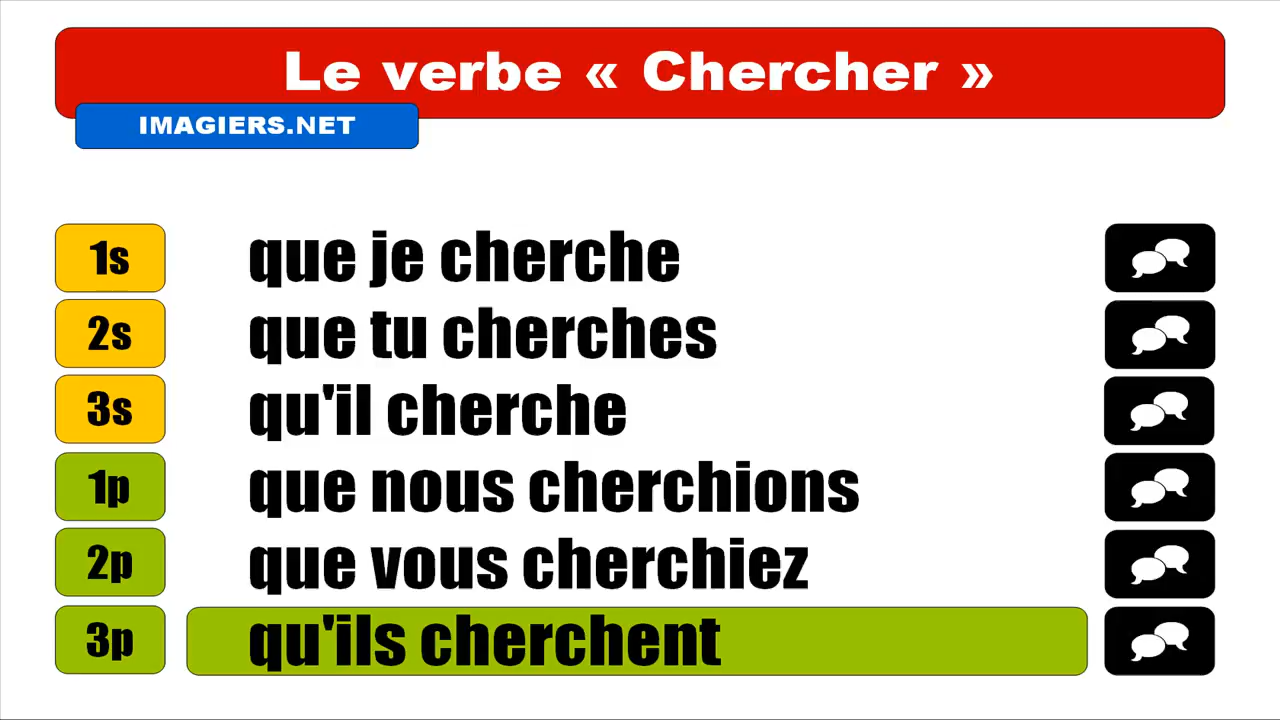 Le verbe « Chercher »
IMAGIERS.NET
1s que je cherche
2s que tu cherches
3s qu'il cherche
1p que nous cherchions
2p que vous cherchiez
3p qu'ils cherchent